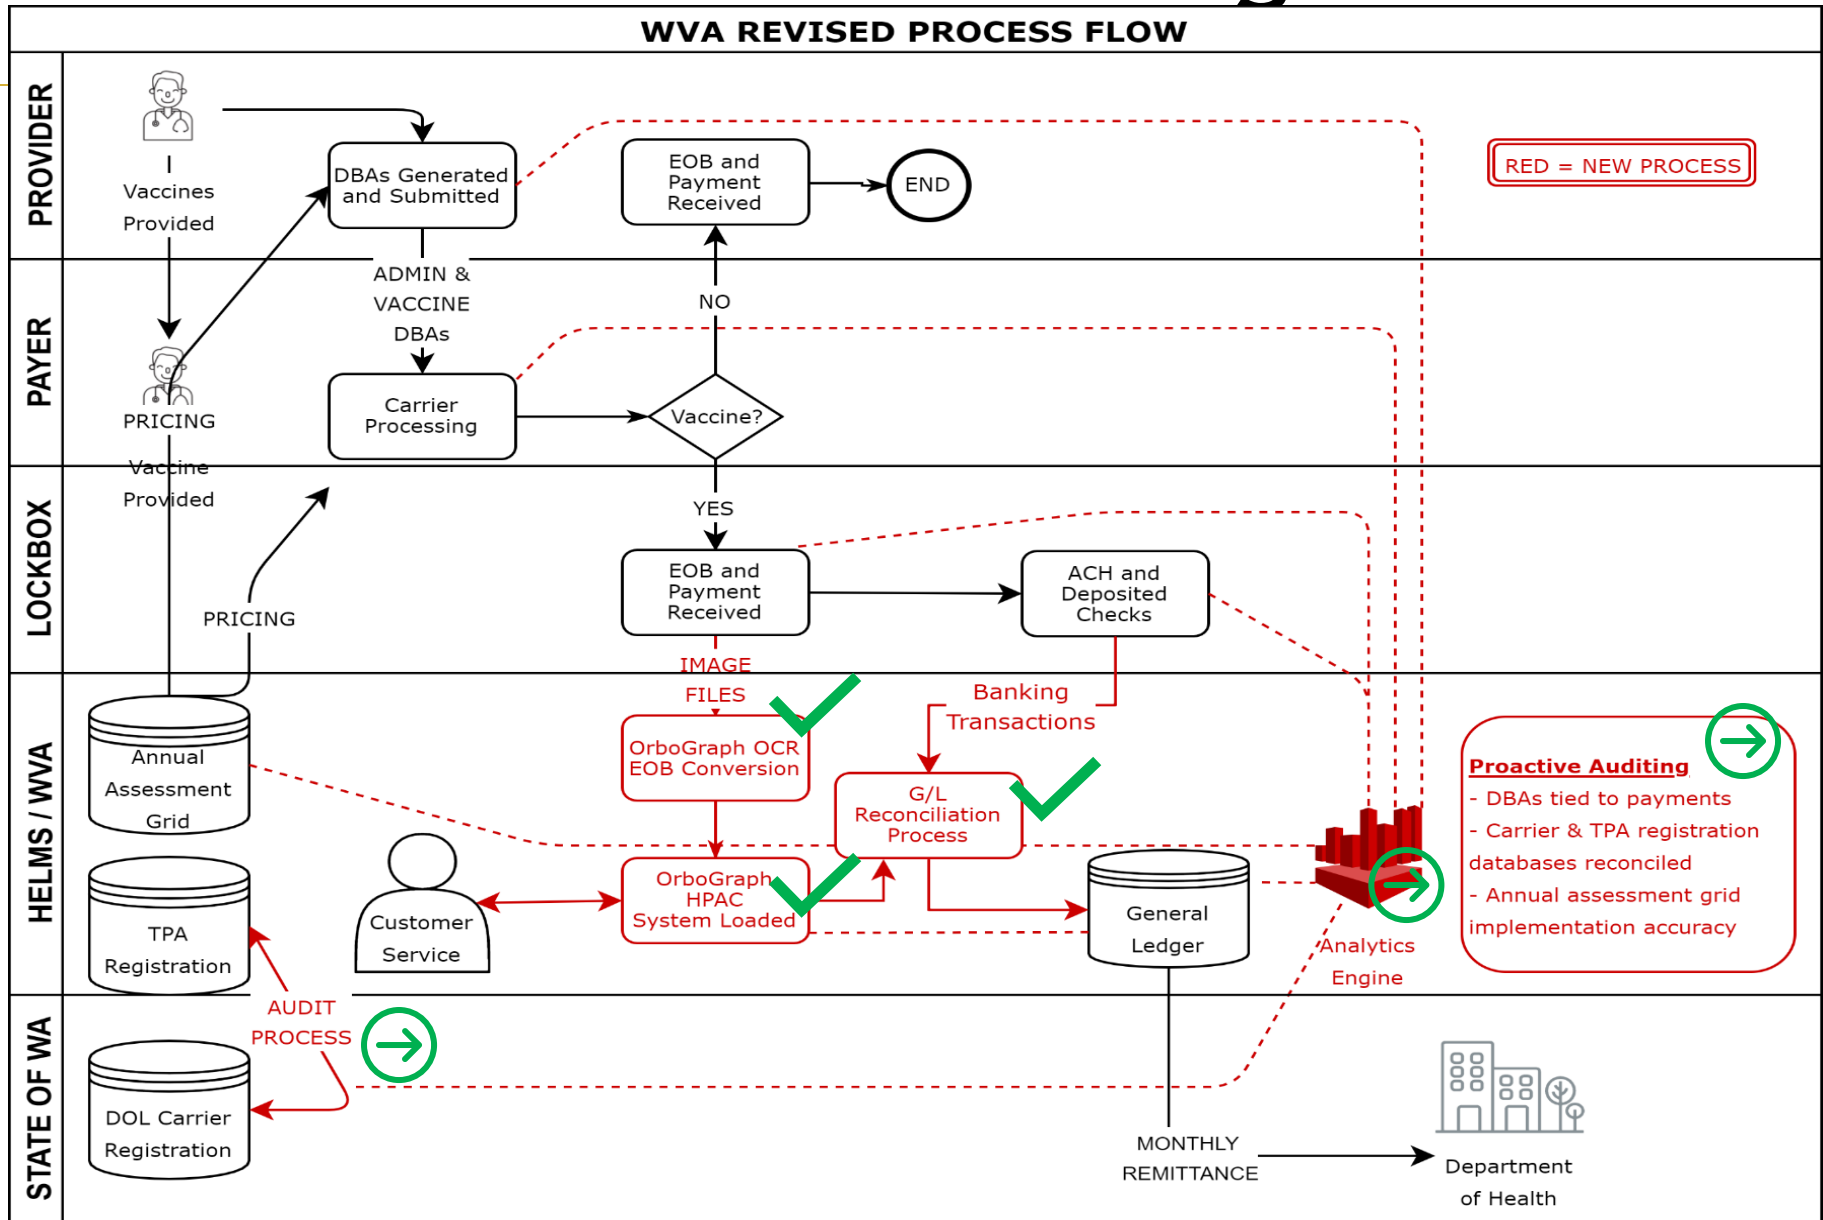 WVA REVISED PROCESS FLOW
PROVIDER
Vaccines
Provided
DBAs Generated
and Submitted
EOB and
Payment
Received
END
RED = NEW PROCESS
PAYER
ADMIN &
VACCINE
DBAs
NO
PRICING
Vaccine
Provided
Carrier
Processing
Vaccine?
LOCKBOX
YES
PRICING
EOB and
Payment
Received
ACH and
Deposited
Checks
IMAGE
FILES
Banking
Transactions
HELMS / WVA
Annual
Assessment
Grid
OrboGraph OCR
EOB Conversion
G/L
Reconciliation
Process
TPA
Registration
Customer
Service
OrboGraph
HPAC
System Loaded
General
Ledger
Analytics
Engine
Proactive Auditing
- DBAs tied to payments
- Carrier & TPA registration
databases reconciled
- Annual assessment grid
implementation accuracy
STATE OF WA
AUDIT
PROCESS
DOL Carrier
Registration
MONTHLY
REMITTANCE
Department
of Health